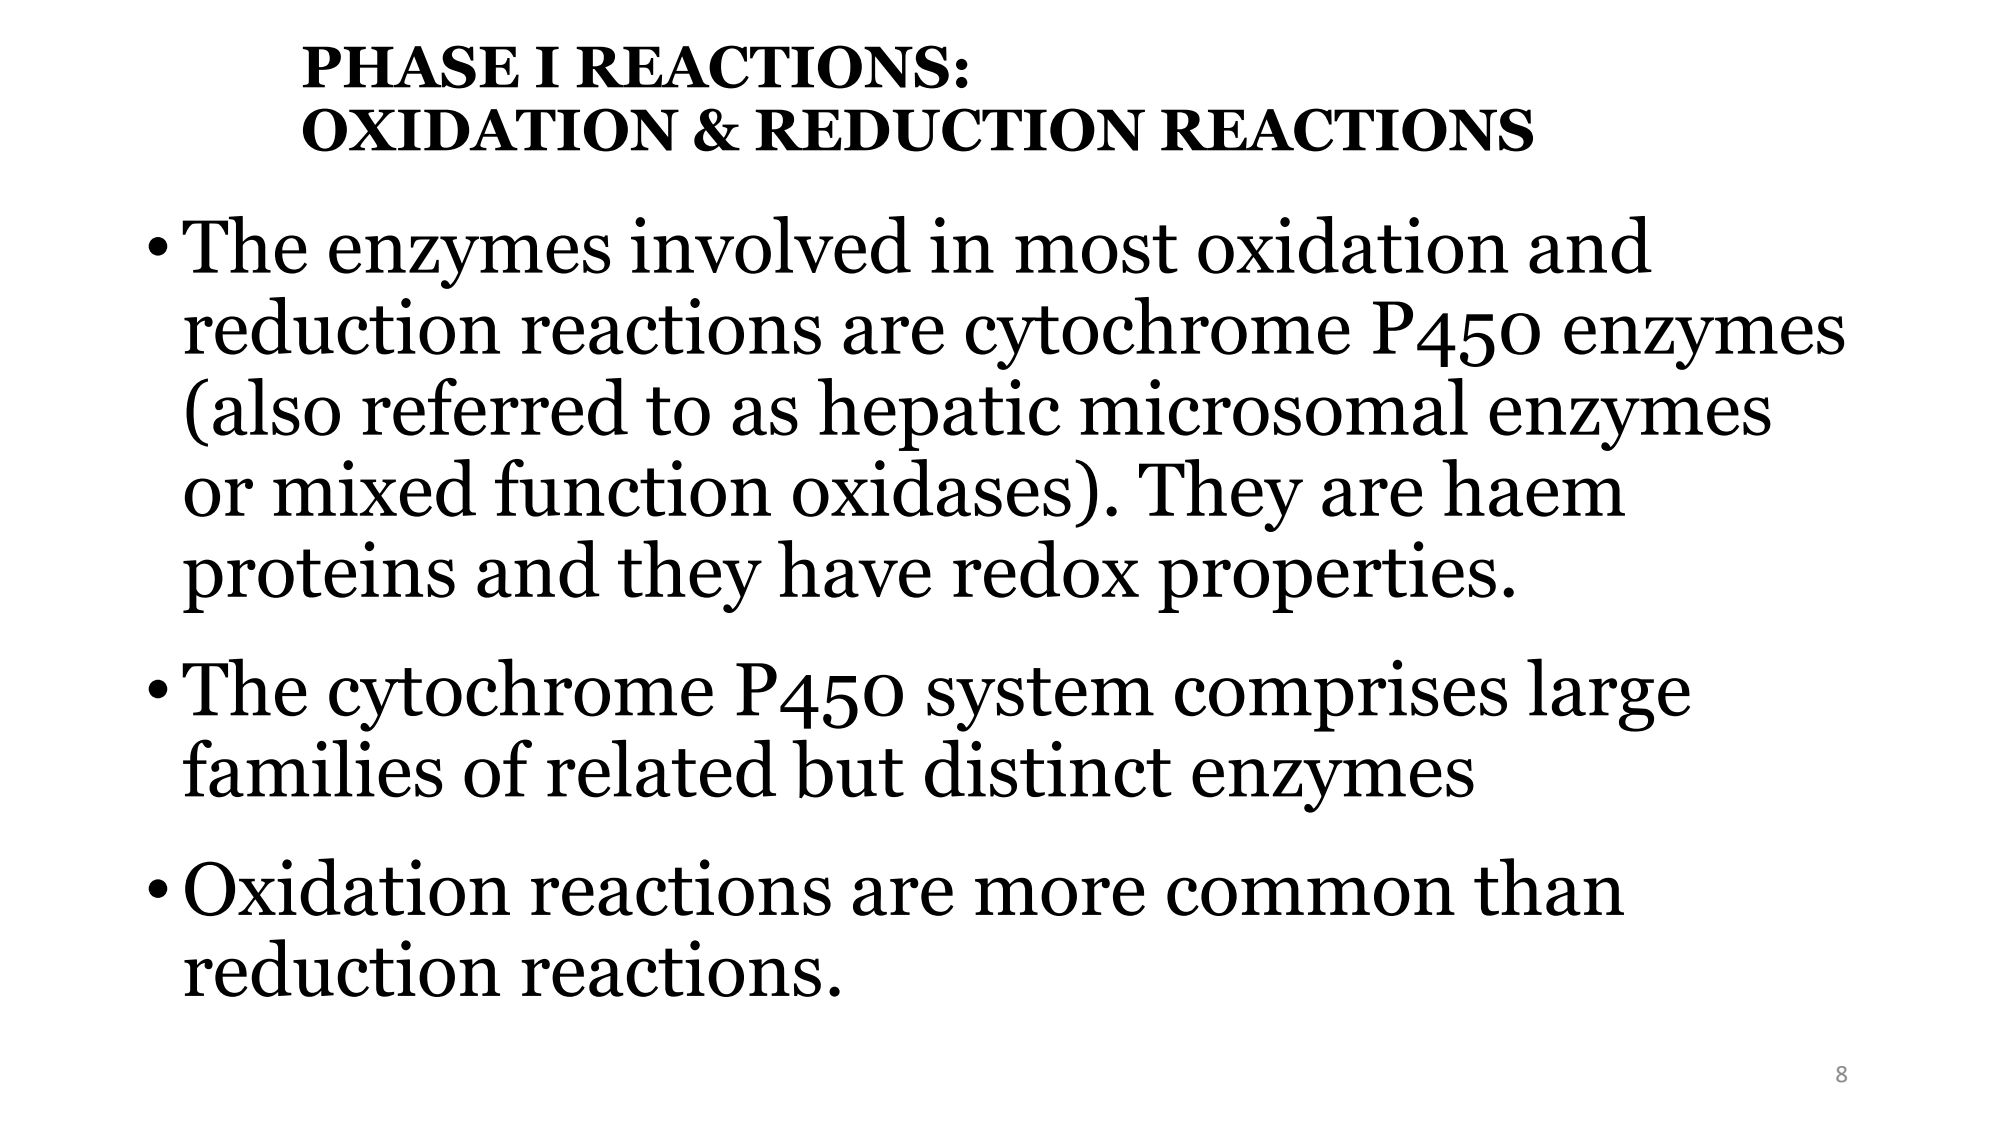 PHASE I REACTIONS:
OXIDATION & REDUCTION REACTIONS
• The enzymes involved in most oxidation and
reduction reactions are cytochrome P450 enzymes
(also referred to as hepatic microsomal enzymes
or mixed function oxidases). They are haem
proteins and they have redox properties.
• The cytochrome P450 system comprises large
families of related but distinct enzymes
• Oxidation reactions are more common than
reduction reactions.
8